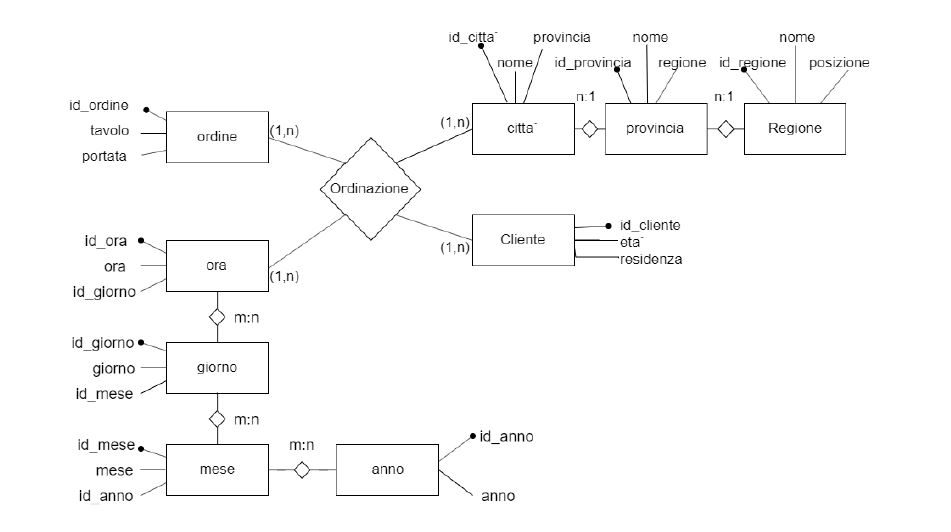 id_citta`
provincia
nome
nome
nome
id_provincia
regione
id_regione
posizione
n:1
n:1
id_ordine
tavolo
portata
ordine
(1,n)
(1,n)
citta`
provincia
Regione
Ordinazione
id_ora
ora
id_giorno
ora
(1,n)
(1,n)
Cliente
id_cliente
eta`
residenza
m:n
id_giorno
giorno
id_mese
giorno
m:n
id_mese
mese
id_anno
mese
m:n
anno
id_anno
anno